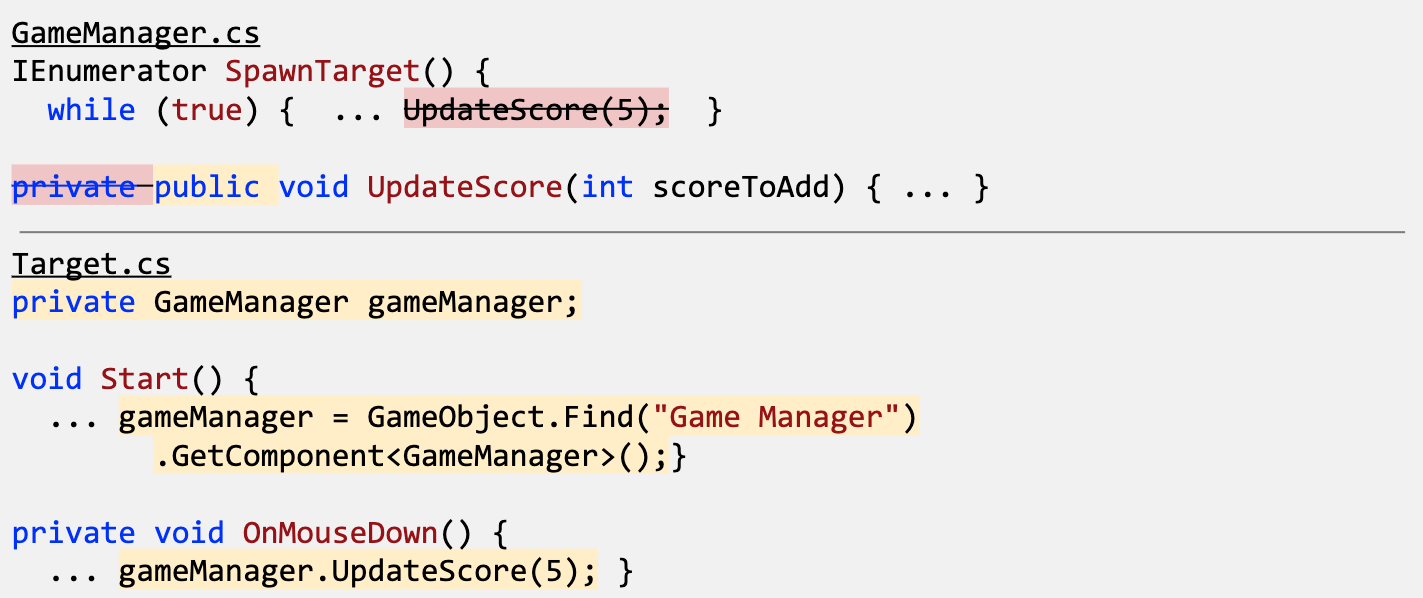 GameManager.cs
IEnumerator SpawnTarget() {
while (true) { ... UpdateScore(5); }
private public void UpdateScore(int scoreToAdd) { ... }
Target.cs
private GameManager gameManager;
void Start() {
... gameManager = GameObject.Find("Game Manager")
.GetComponent<GameManager>();}
private void OnMouseDown() {
... gameManager.UpdateScore(5); }